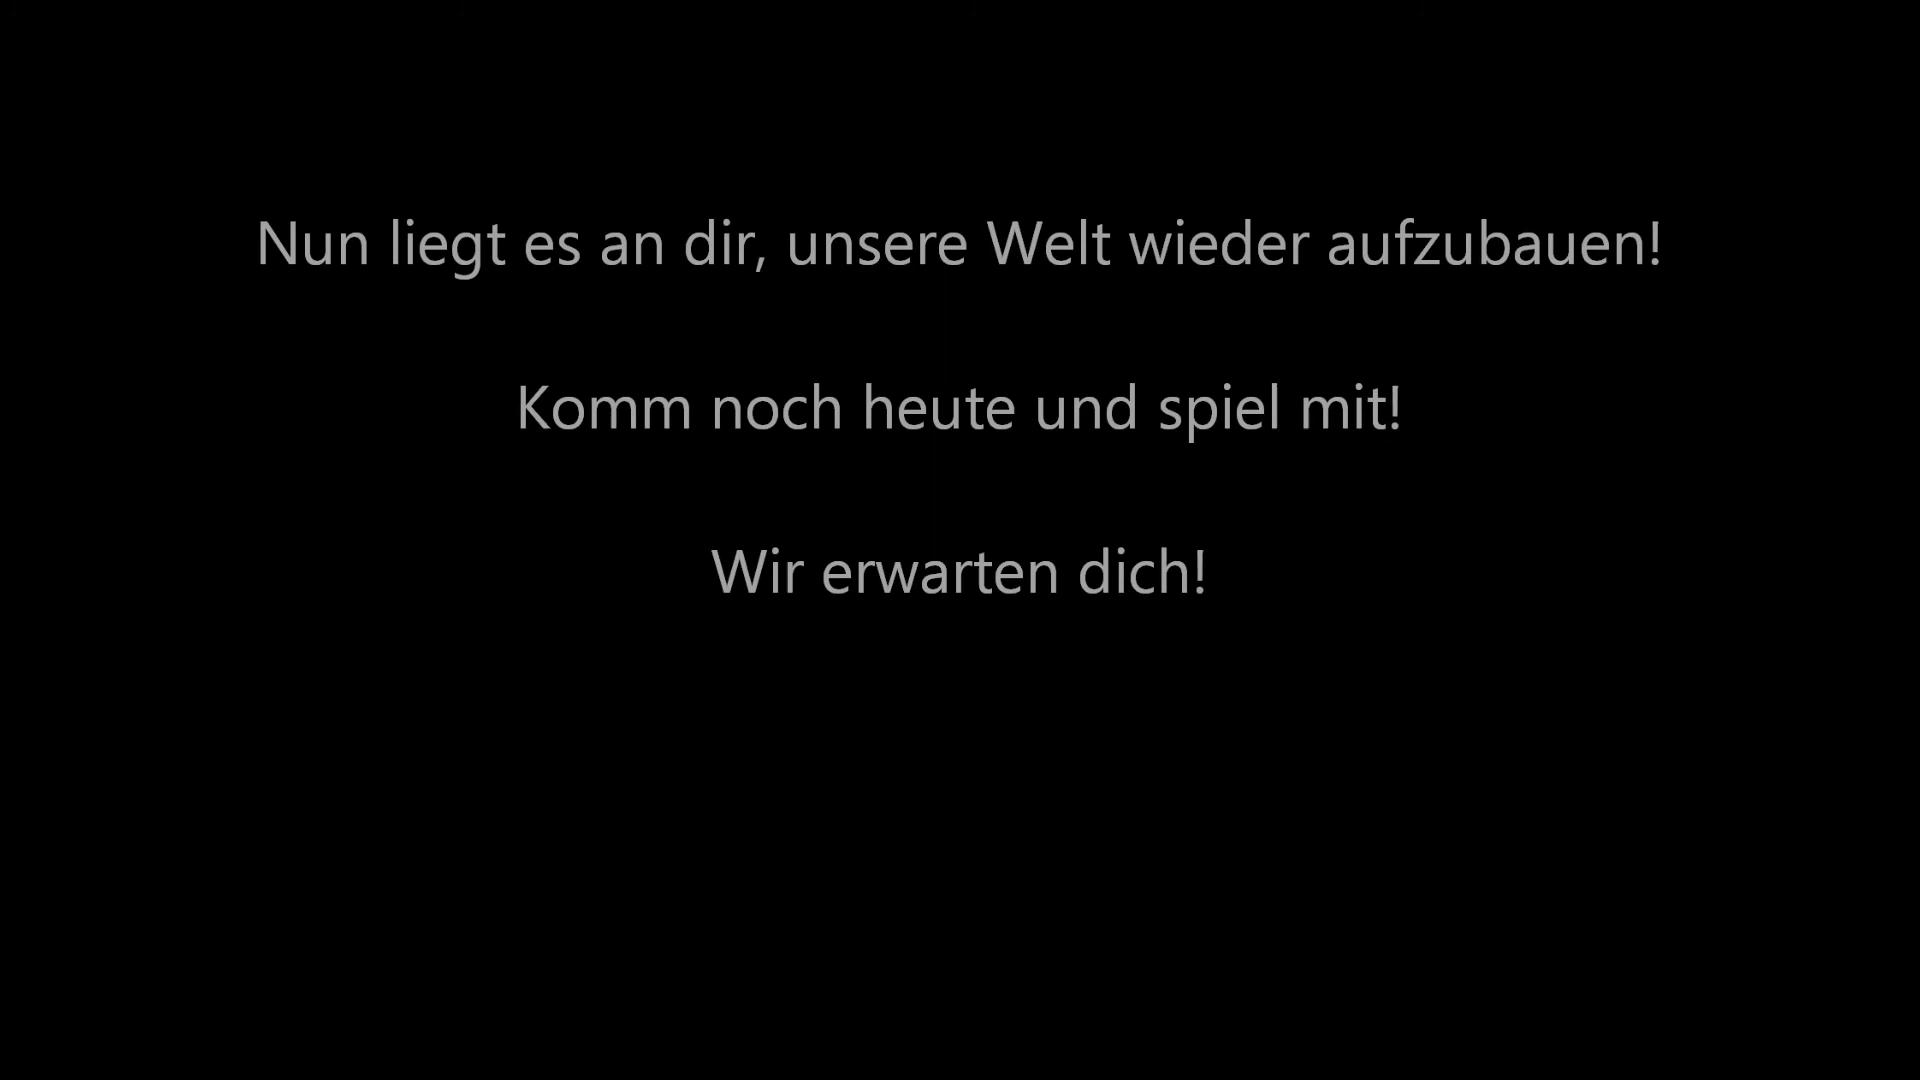 Nun liegt es an dir, unsere Welt wieder aufzubauen!
Komm noch heute und spiel mit!
Wir erwarten dich!